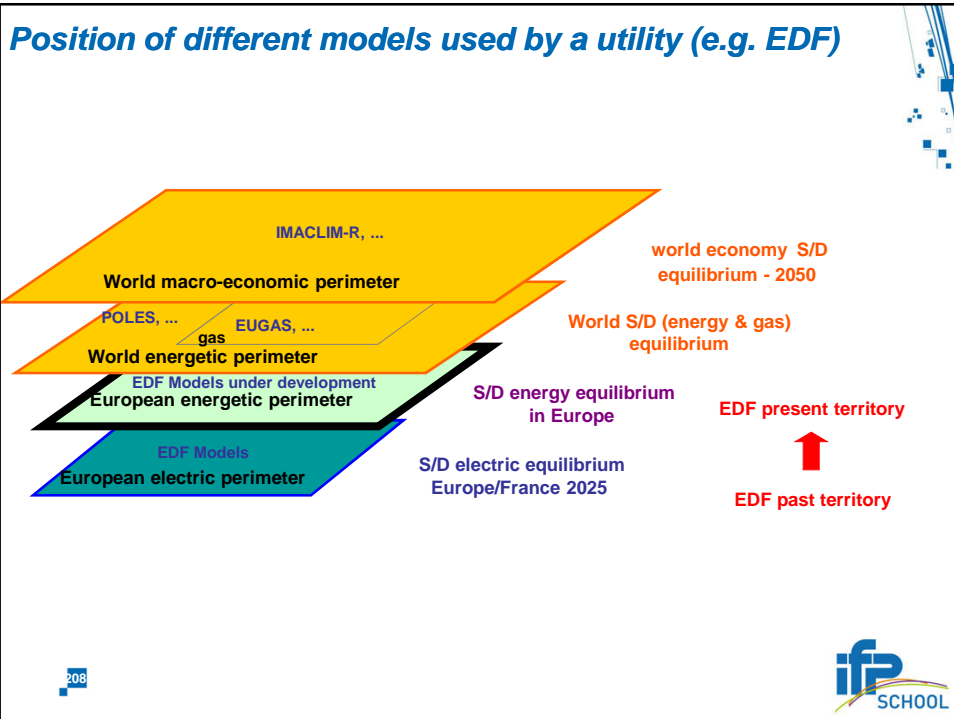 Position of different models used by a utility (e.g. EDF)
IMACLIM-R, ...
World macro-economic perimeter
world economy S/D
equilibrium - 2050
POLES, ...
EUGAS, ...
gas
World energetic perimeter
World S/D (energy & gas)
equilibrium
EDF Models under development
European energetic perimeter
S/D energy equilibrium
in Europe
EDF present territory
EDF Models
European electric perimeter
S/D electric equilibrium
Europe/France 2025
EDF past territory
208
ifp
SCHOOL